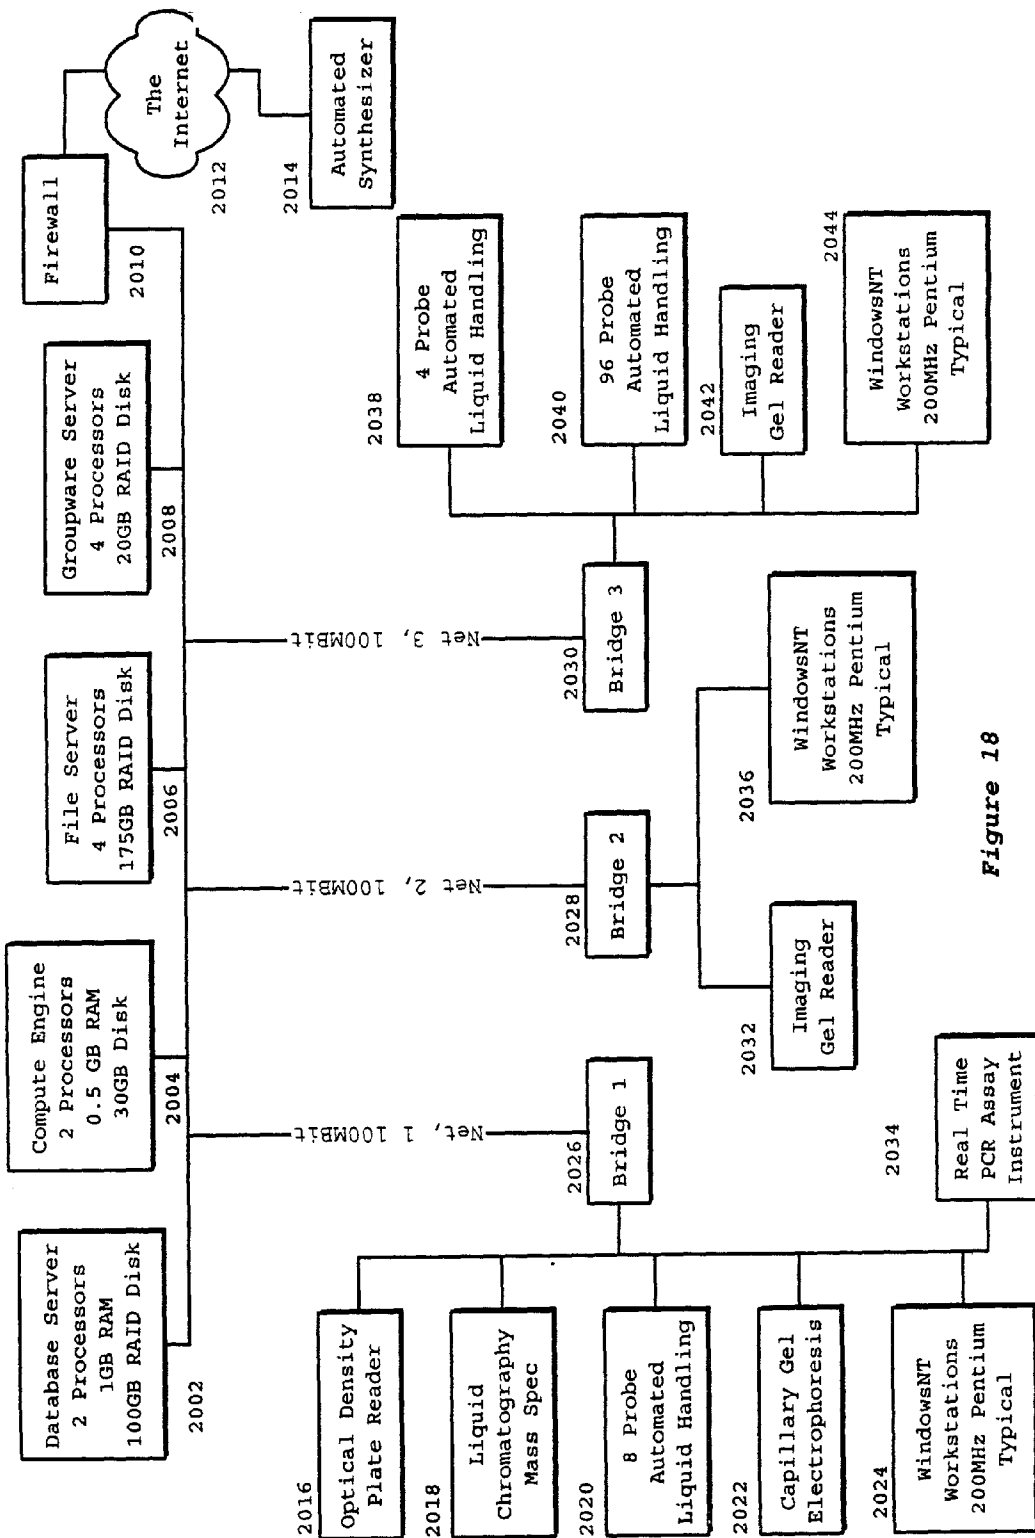 Database Server
2 Processors
1GB RAM
100GB RAID Disk
2002
Compute Engine
2 Processors
0.5 GB RAM
30GB Disk
2004
File Server
4 Processors
175GB RAID Disk
2006
Groupware Server
4 Processors
20GB RAID Disk
2008
Firewall
2010
The
Internet
2012
2014
Automated
Synthesizer
Net, 1 100MBit
Net 2, 100MBit
Net 3, 100MBit
2026
Bridge 1
2028
Bridge 2
2030
Bridge 3
2016
Optical Density
Plate Reader
2018
Liquid
Chromatography
Mass Spec
2020
8 Probe
Automated
Liquid Handling
2022
Capillary Gel
Electrophoresis
2024
WindowsNT
Workstations
200MHz Pentium
Typical
2034
Real Time
PCR Assay
Instrument
2032
Imaging
Gel Reader
2036
WindowsNT
Workstations
200MHz Pentium
Typical
2038
4 Probe
Automated
Liquid Handling
2040
96 Probe
Automated
Liquid Handling
2042
Imaging
Gel Reader
2044
WindowsNT
Workstations
200MHz Pentium
Typical
Figure 18